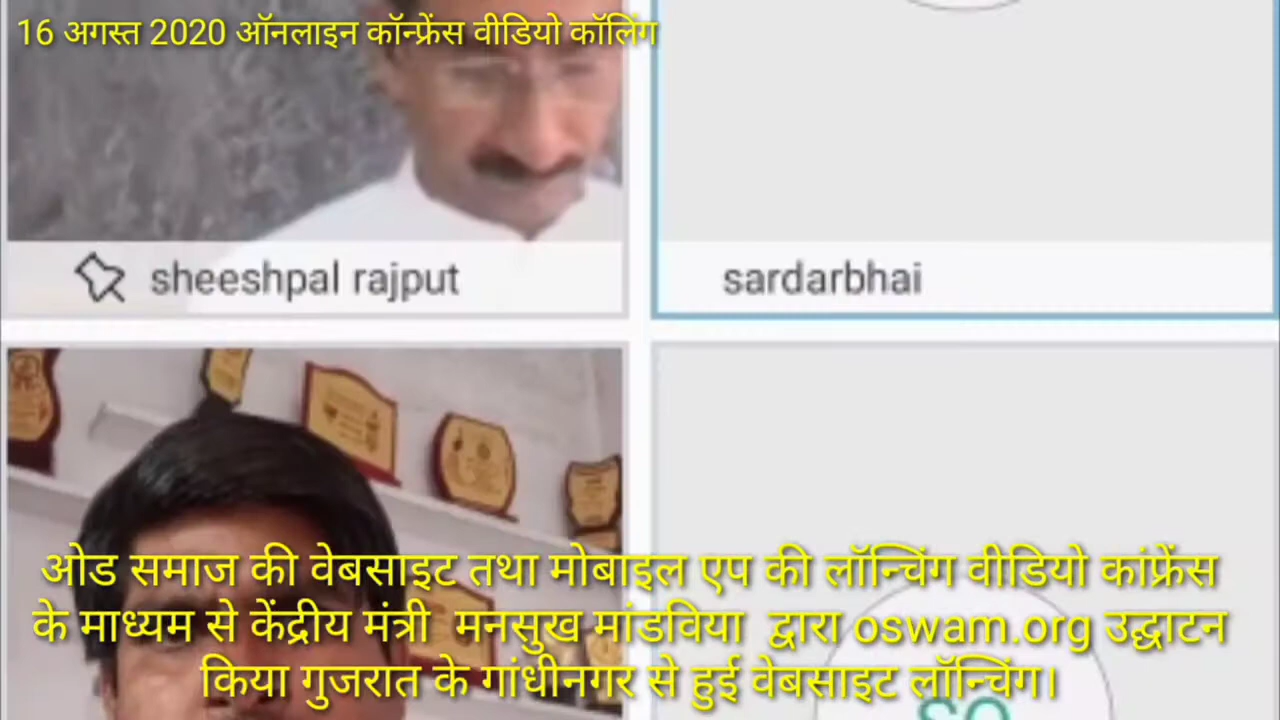 16 अगस्त 2020 ऑनलाइन कॉन्फ्रेंस वीडियो कॉलिंग
sheeshpal rajput
sardarbhai
ओड समाज की वेबसाइट तथा मोबाइल एप की लॉन्चिंग वीडियो कांफ्रेंस
के माध्यम से केंद्रीय मंत्री मनसुख मांडविया द्वारा oswam.org उद्घाटन
किया गुजरात के गांधीनगर से हुई वेबसाइट लॉन्चिंग।